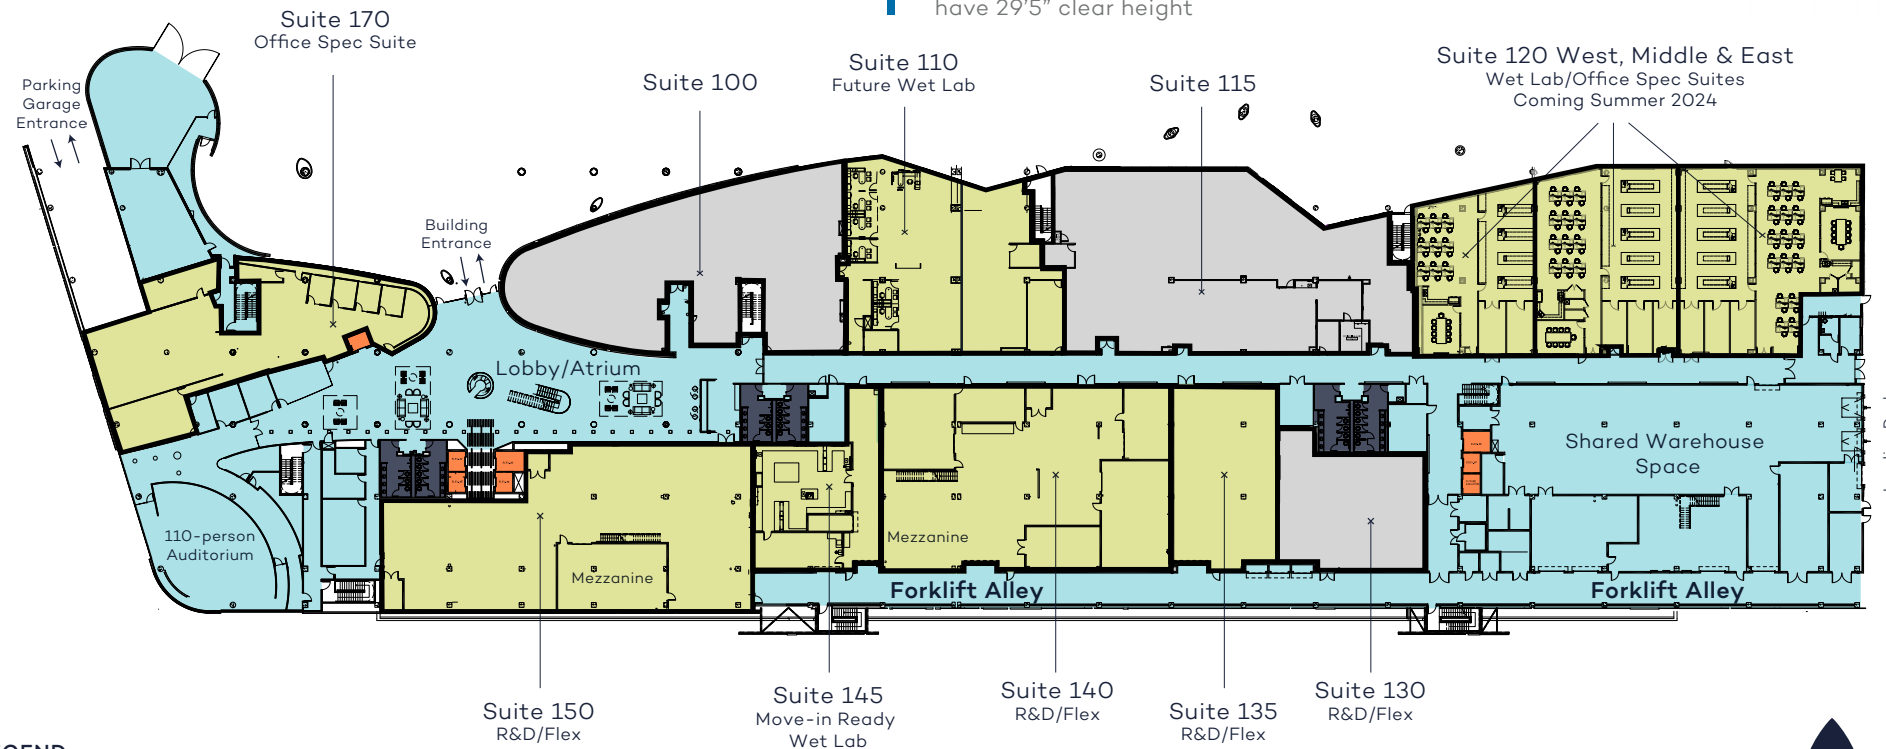 have 29'5" clear height
Suite 170
Office Spec Suite
Parking
Garage
Entrance
Suite 100
Suite 110
Future Wet Lab
Suite 115
Suite 120 West, Middle & East
Wet Lab/Office Spec Suites
Coming Summer 2024
Building
Entrance
Lobby/Atrium
Shared Warehouse
Space
110-person
Auditorium
Mezzanine
Mezzanine
Forklift Alley
Forklift Alley
Suite 150
R&D/Flex
Suite 145
Move-in Ready
Wet Lab
Suite 140
R&D/Flex
Suite 135
R&D/Flex
Suite 130
R&D/Flex